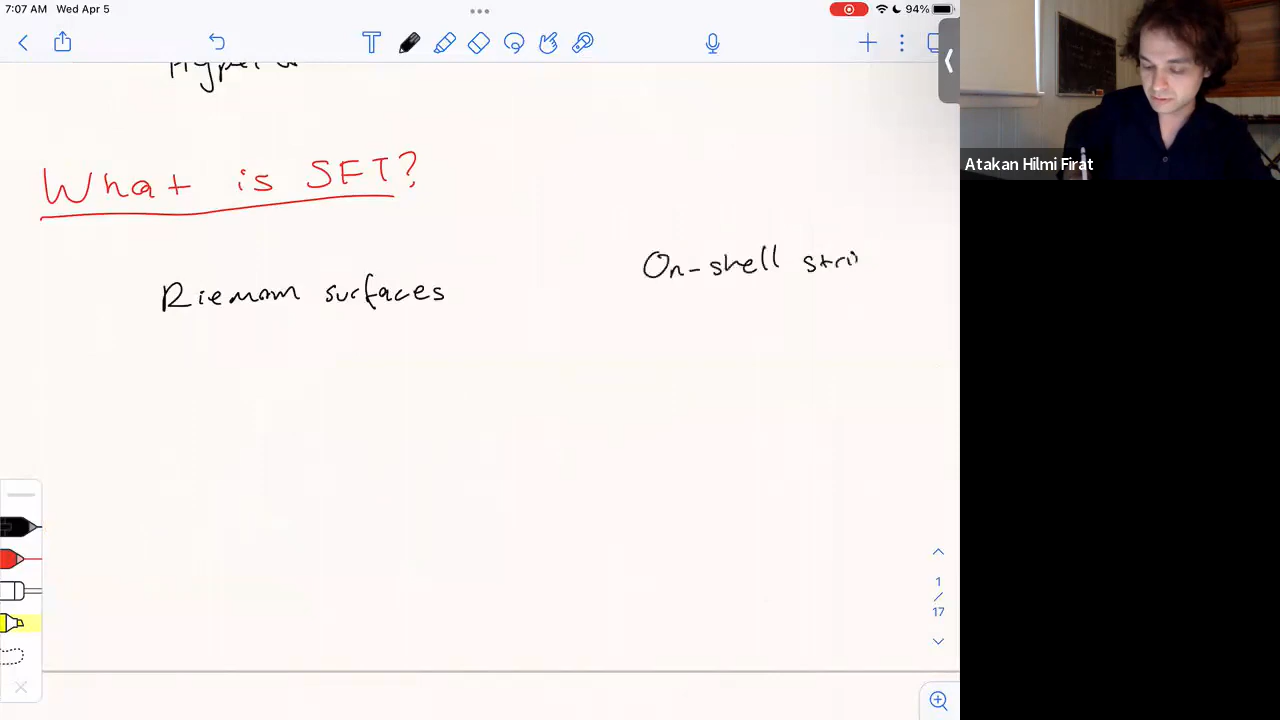 7:07 AM Wed Apr 5
94%
What is SFT?
On-shell stri
Riemann surfaces
1
/
17
Atakan Hilmi Firat